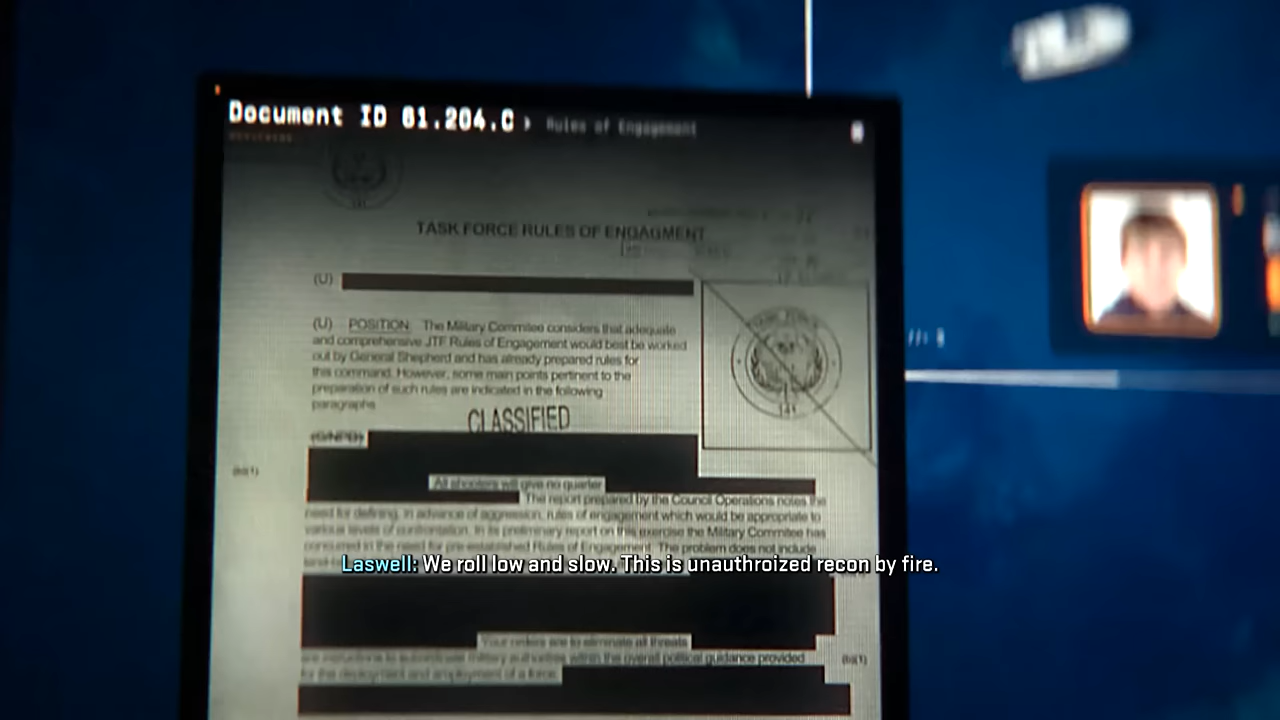 Document ID 61.204.C › Rules of Engagement
TASK FORCE RULES OF ENGAGMENT
(U)
(U) POSITION: The Military Commitee considers that adequate
and comprehensive JTF Rules of Engagement would best be worked
out by General Shepherd and has already prepared rules for
this command. However, some main points pertinent to the
preparation of such rules are indicated in the following
paragraphs
TASK FORCE
141
CLASSIFIED
All shooters will give no quarter
The report prepared by the Council Operations notes the
need for defining, in advance of aggression, rules of engagement which would be appropriate to
various levels of confrontation. In its preliminary report on this exercise the Military Commitee has
concurred in the need for pre-established Rules of Engagement. The problem does not include
Laswell: We roll low and slow. This is unauthroized recon by fire.
Your orders are to eliminate all threats
are instructions to subordinate military authorities within the overall political guidance provided
for the deployment and employment of a force.